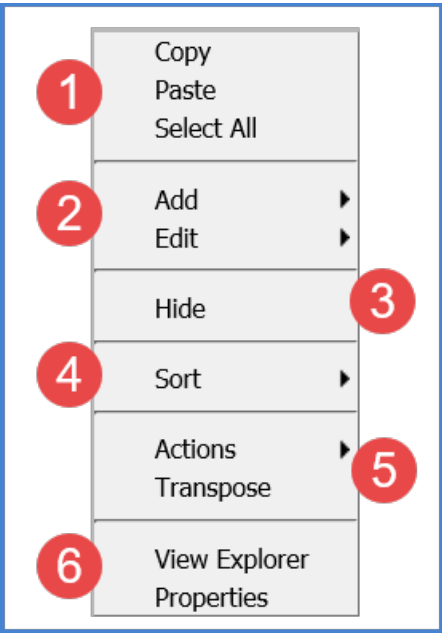 Copy
1
Paste
Select All
2
Add
Edit
Hide
3
4
Sort
Actions
5
Transpose
6
View Explorer
Properties